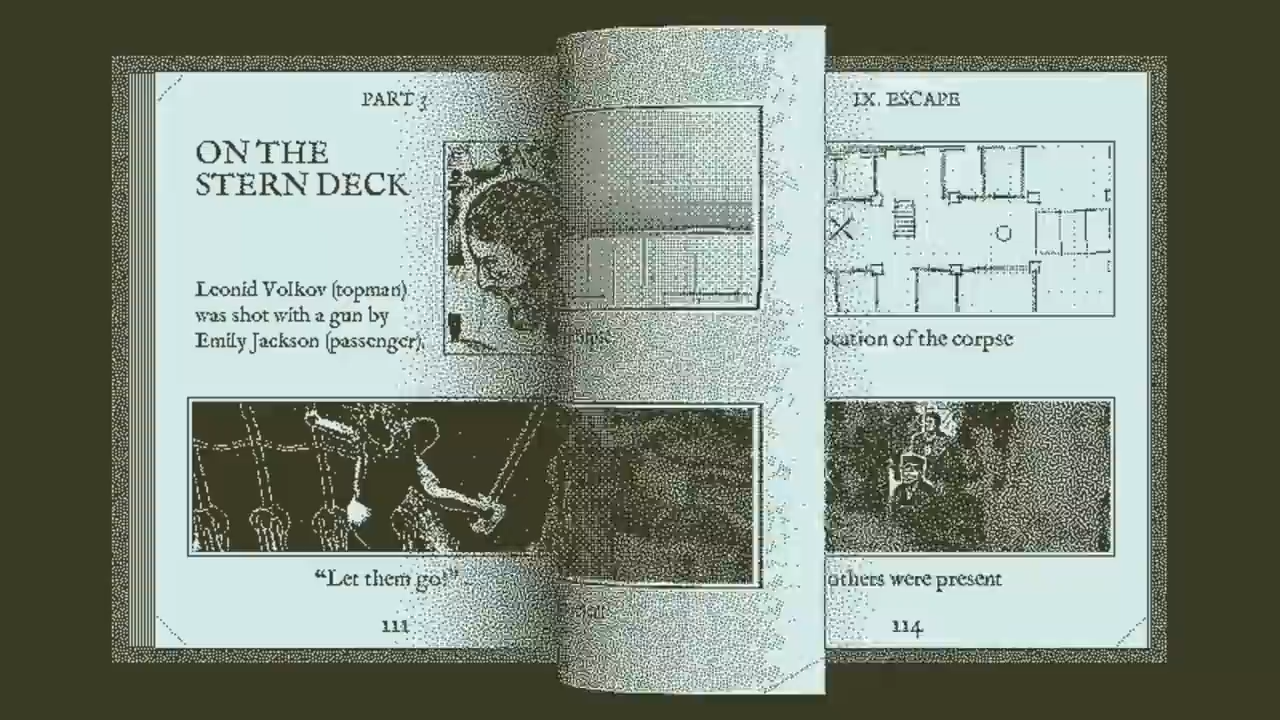 PART 3
ON THE
STERN DECK
Leonid Volkov (topman)
was shot with a gun by
Emily Jackson (passenger).
“Let them go!”
111
IX. ESCAPE
of the corpse
others were present
114